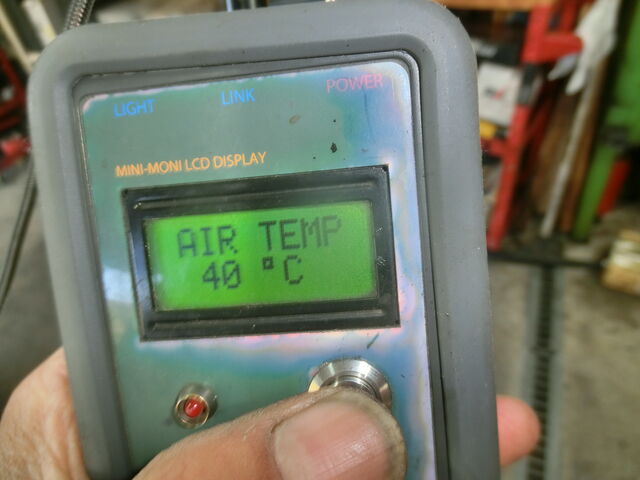 LIGHT LINK POWER
MINI-MONI LCD DISPLAY
AIR TEMP
40 °C